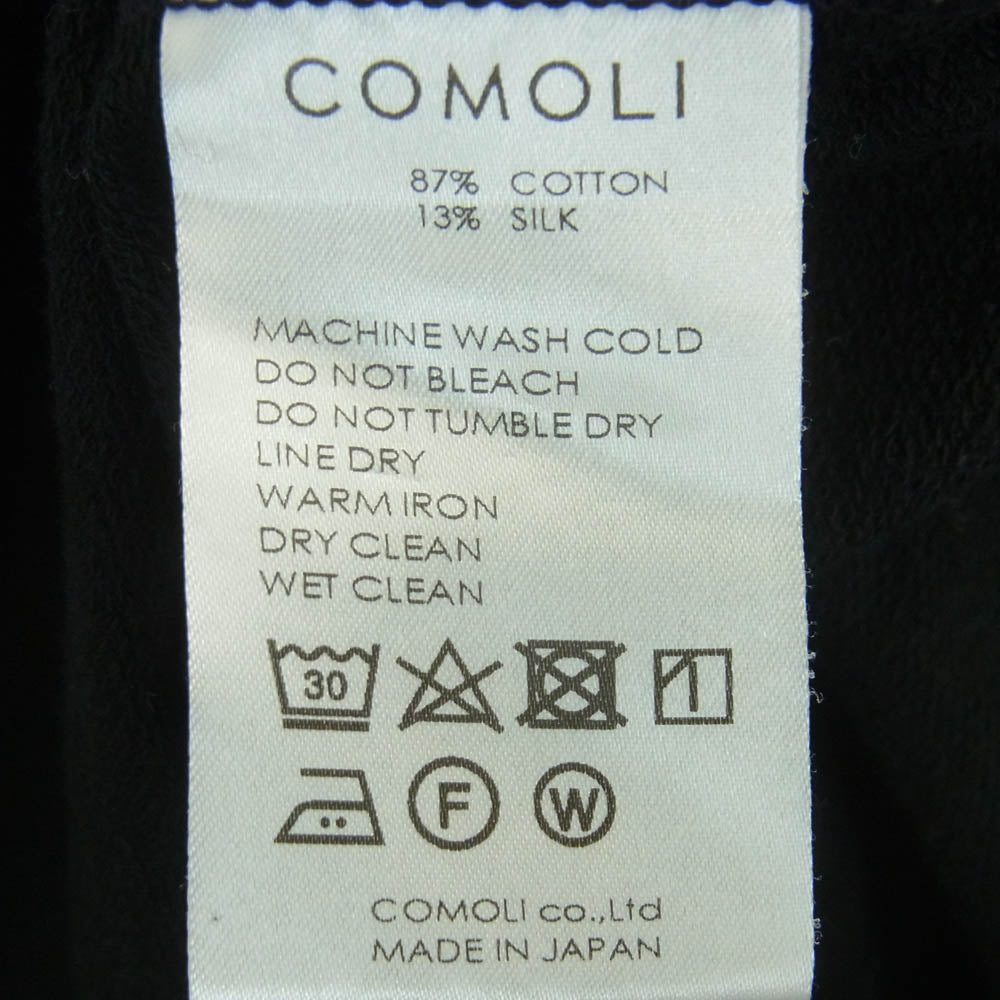 COMOLI
87% COTTON
13% SILK
MACHINE WASH COLD
DO NOT BLEACH
DO NOT TUMBLE DRY
LINE DRY
WARM IRON
DRY CLEAN
WET CLEAN
30
F W
COMOLI co.,Ltd
MADE IN JAPAN